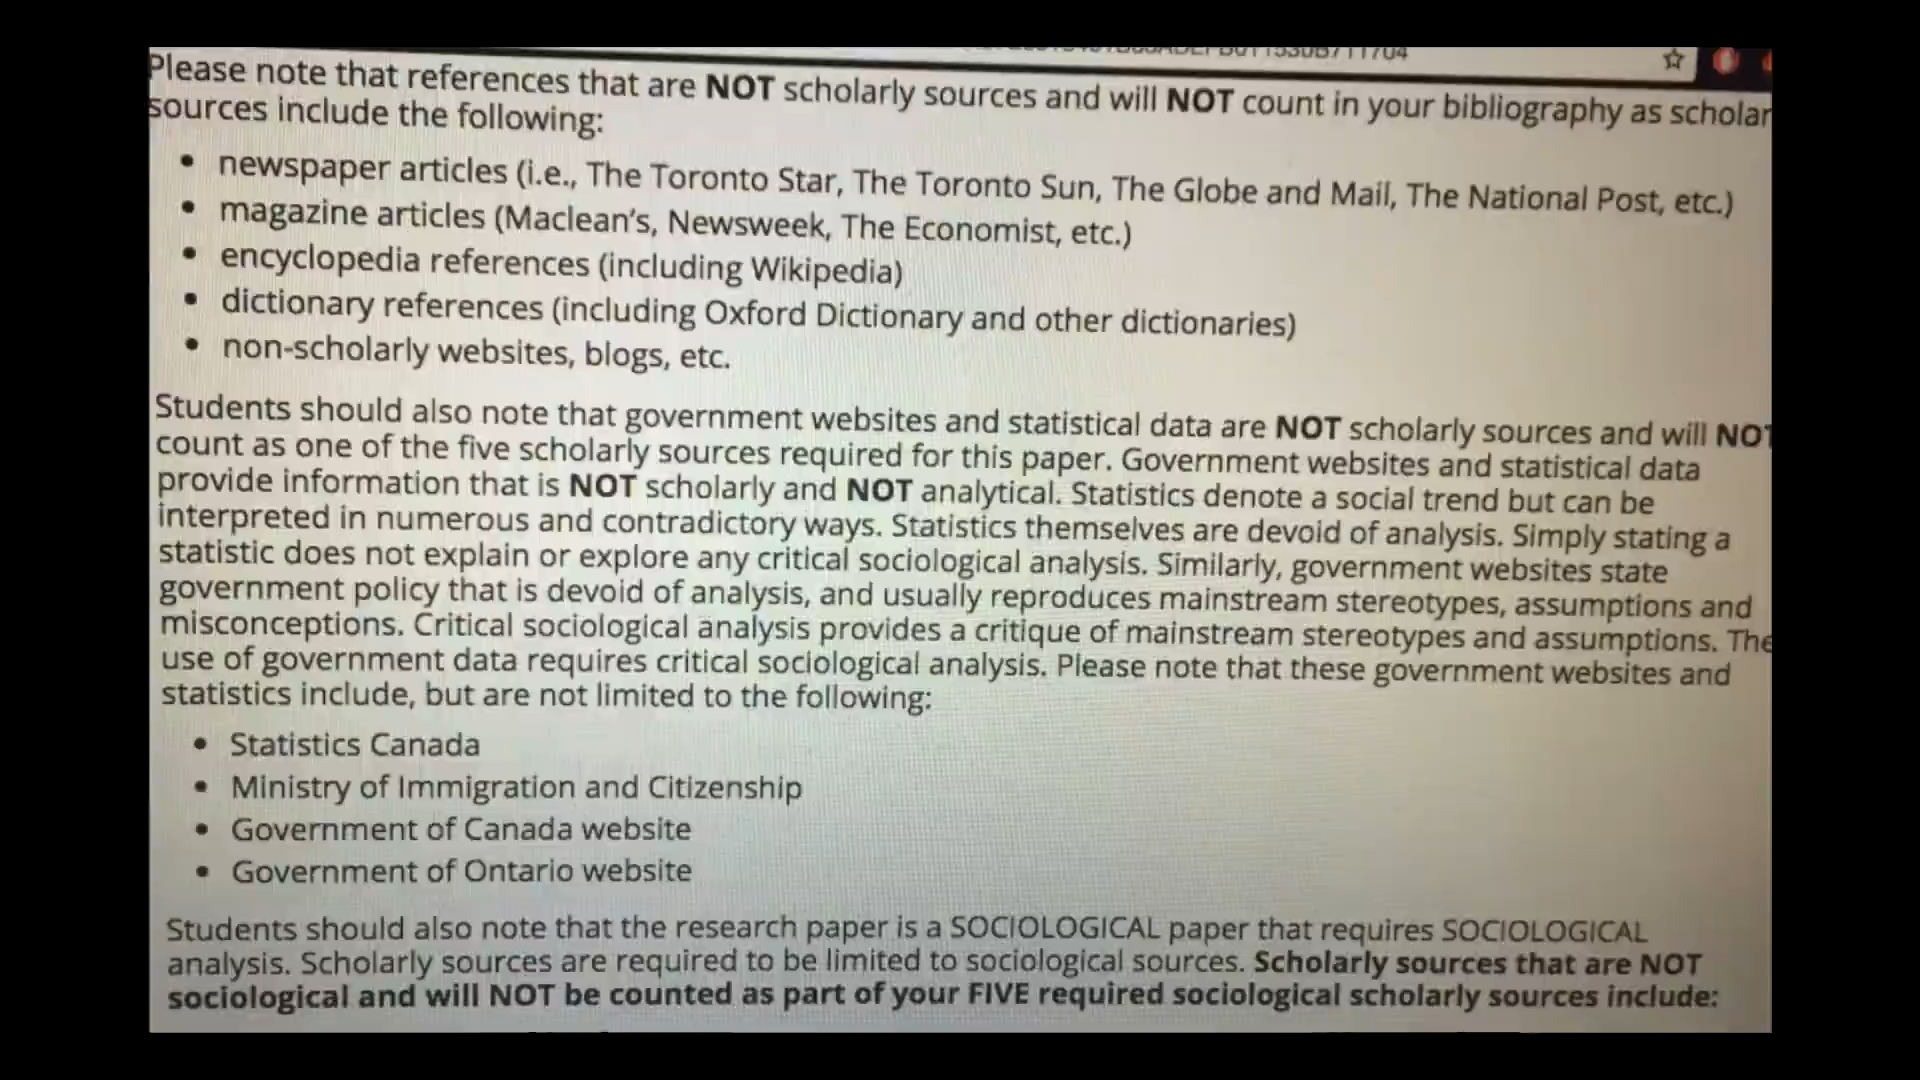 Please note that references that are NOT scholarly sources and will NOT count in your bibliography as scholar
sources include the following:
• newspaper articles (i.e., The Toronto Star, The Toronto Sun, The Globe and Mail, The National Post, etc.)
• magazine articles (Maclean's, Newsweek, The Economist, etc.)
• encyclopedia references (including Wikipedia)
• dictionary references (including Oxford Dictionary and other dictionaries)
• non-scholarly websites, blogs, etc.
Students should also note that government websites and statistical data are NOT scholarly sources and will NOT
count as one of the five scholarly sources required for this paper. Government websites and statistical data
provide information that is NOT scholarly and NOT analytical. Statistics denote a social trend but can be
interpreted in numerous and contradictory ways. Statistics themselves are devoid of analysis. Simply stating a
statistic does not explain or explore any critical sociological analysis. Similarly, government websites state
government policy that is devoid of analysis, and usually reproduces mainstream stereotypes, assumptions and
misconceptions. Critical sociological analysis provides a critique of mainstream stereotypes and assumptions. The
use of government data requires critical sociological analysis. Please note that these government websites and
statistics include, but are not limited to the following:
• Statistics Canada
• Ministry of Immigration and Citizenship
• Government of Canada website
• Government of Ontario website
Students should also note that the research paper is a SOCIOLOGICAL paper that requires SOCIOLOGICAL
analysis. Scholarly sources are required to be limited to sociological sources. Scholarly sources that are NOT
sociological and will NOT be counted as part of your FIVE required sociological scholarly sources include: